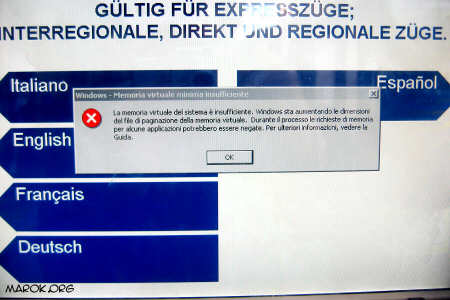 GÜLTIG FÜR EXPRESSZÜGE;
INTERREGIONALE, DIREKT UND REGIONALE ZÜGE.
Italiano
Español
Windows - Memoria virtuale minima insufficiente
La memoria virtuale del sistema è insufficiente. Windows sta aumentando le dimensioni
del file di paginazione della memoria virtuale. Durante il processo le richieste di memoria
per alcune applicazioni potrebbero essere negate. Per ulteriori informazioni, vedere la
Guida.
OK
English
Français
Deutsch
MAROK.ORG